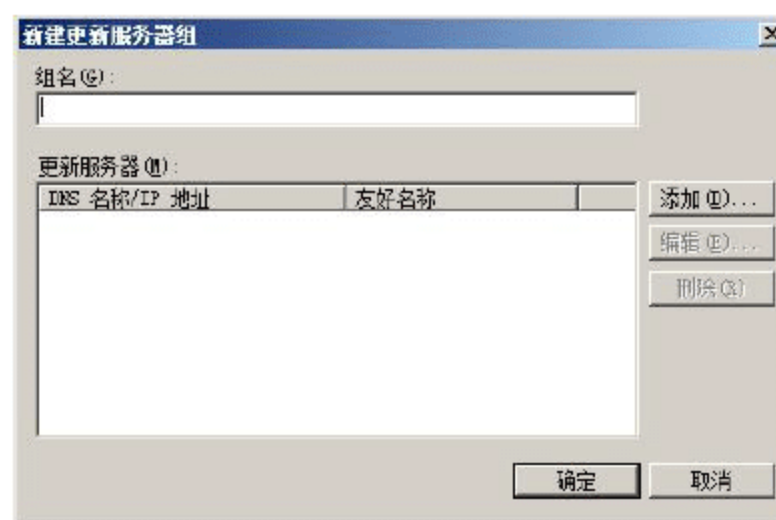 新建更新服务器组
组名(G):
更新服务器(M):
DNS 名称/IP 地址 友好名称
添加(D)...
编辑(E)...
删除(X)
确定 取消